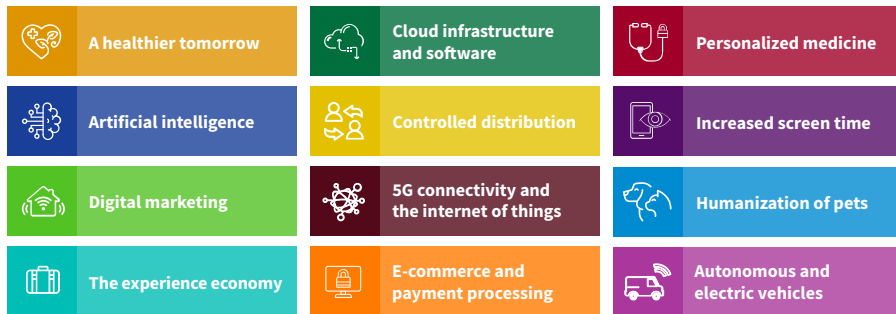 A healthier tomorrow
Cloud infrastructure
and software
Personalized medicine
Artificial intelligence
Controlled distribution
Increased screen time
Digital marketing
5G connectivity and
the internet of things
Humanization of pets
The experience economy
E-commerce and
payment processing
Autonomous and
electric vehicles